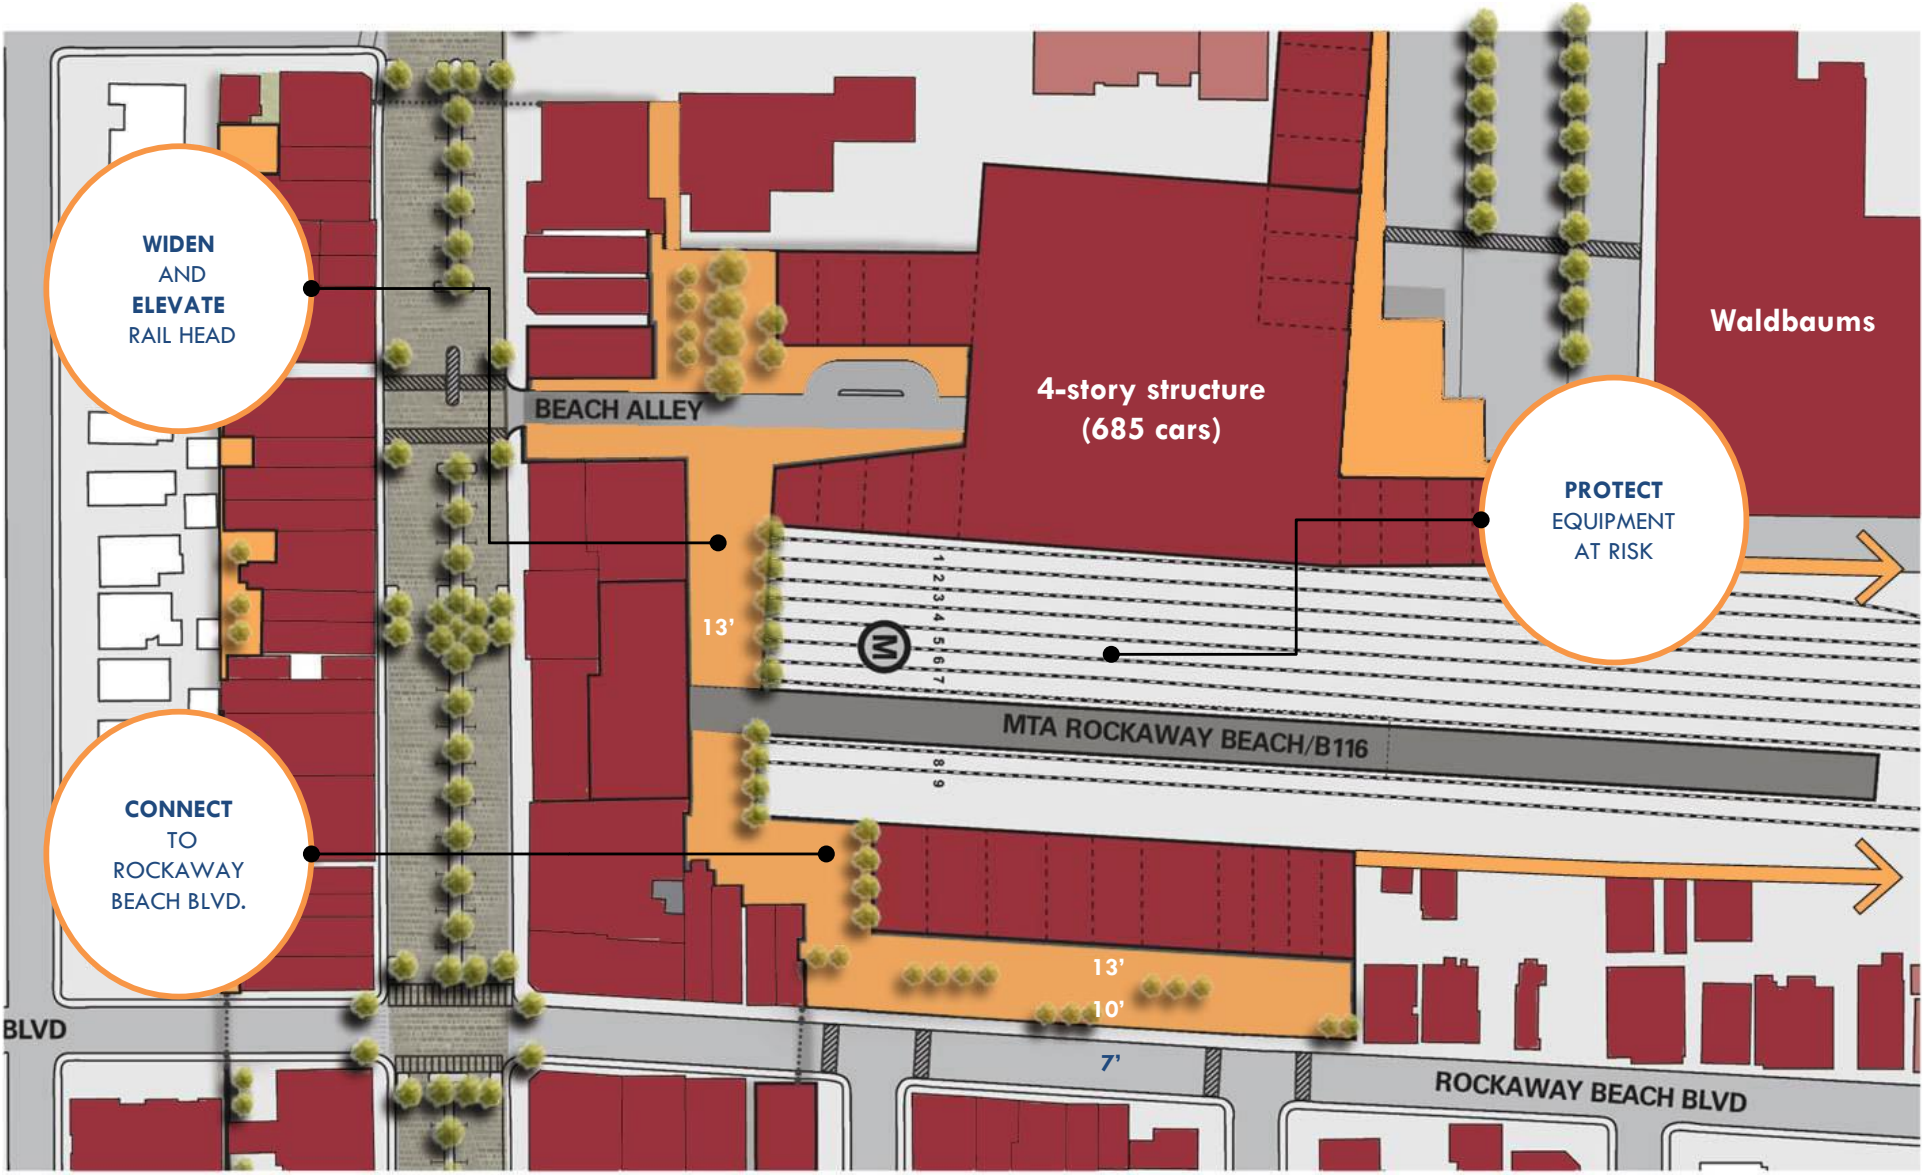 WIDEN
AND
ELEVATE
RAIL HEAD
BEACH ALLEY
4-story structure
(685 cars)
Waldbaums
PROTECT
EQUIPMENT
AT RISK
13’
M
1 2 3 4 5 6 7
MTA ROCKAWAY BEACH/B116
8 9
CONNECT
TO
ROCKAWAY
BEACH BLVD.
13’
10’
BLVD
7’
ROCKAWAY BEACH BLVD